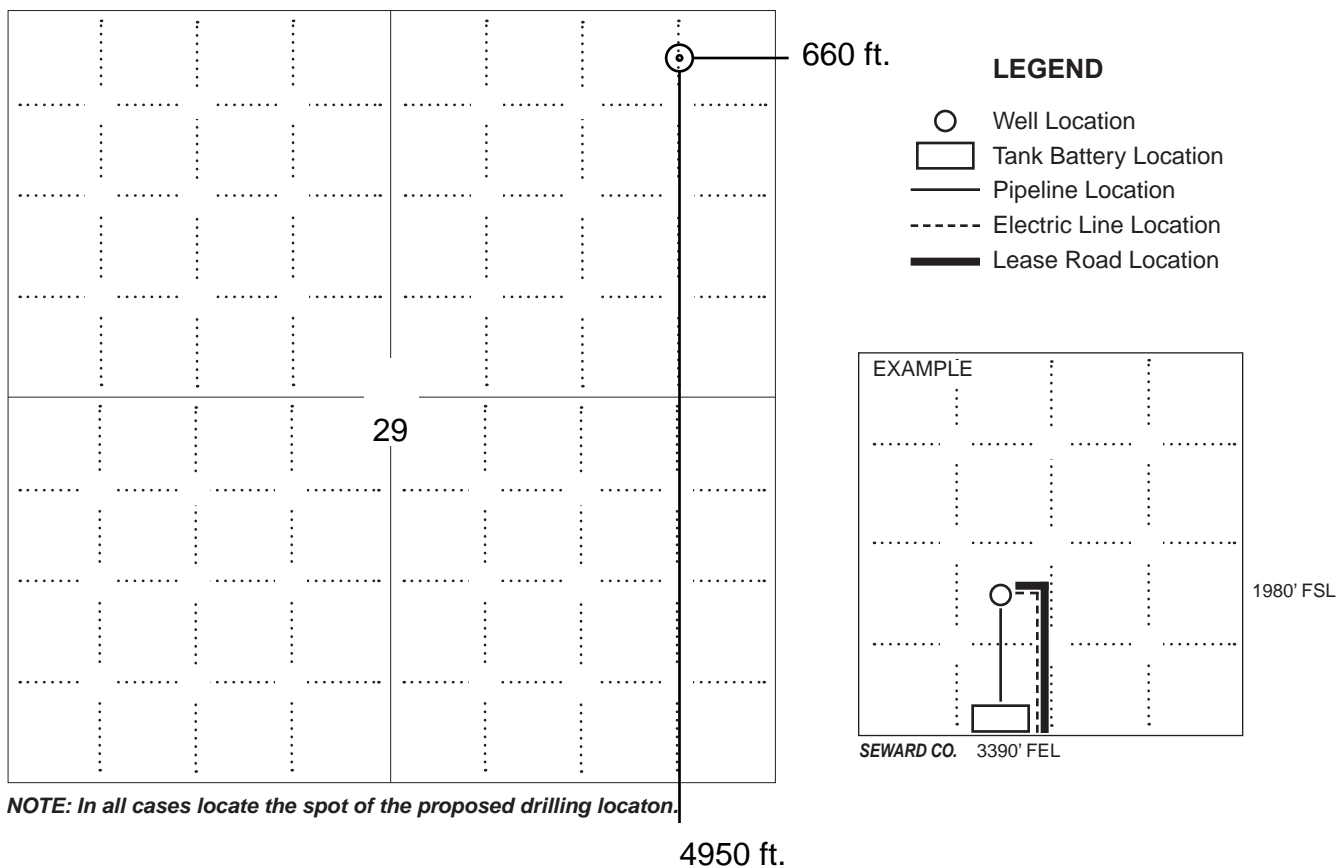 660 ft.
LEGEND
Well Location
Tank Battery Location
Pipeline Location
Electric Line Location
Lease Road Location
29
EXAMPLE
1980' FSL
SEWARD CO. 3390' FEL
NOTE: In all cases locate the spot of the proposed drilling locaton.
4950 ft.